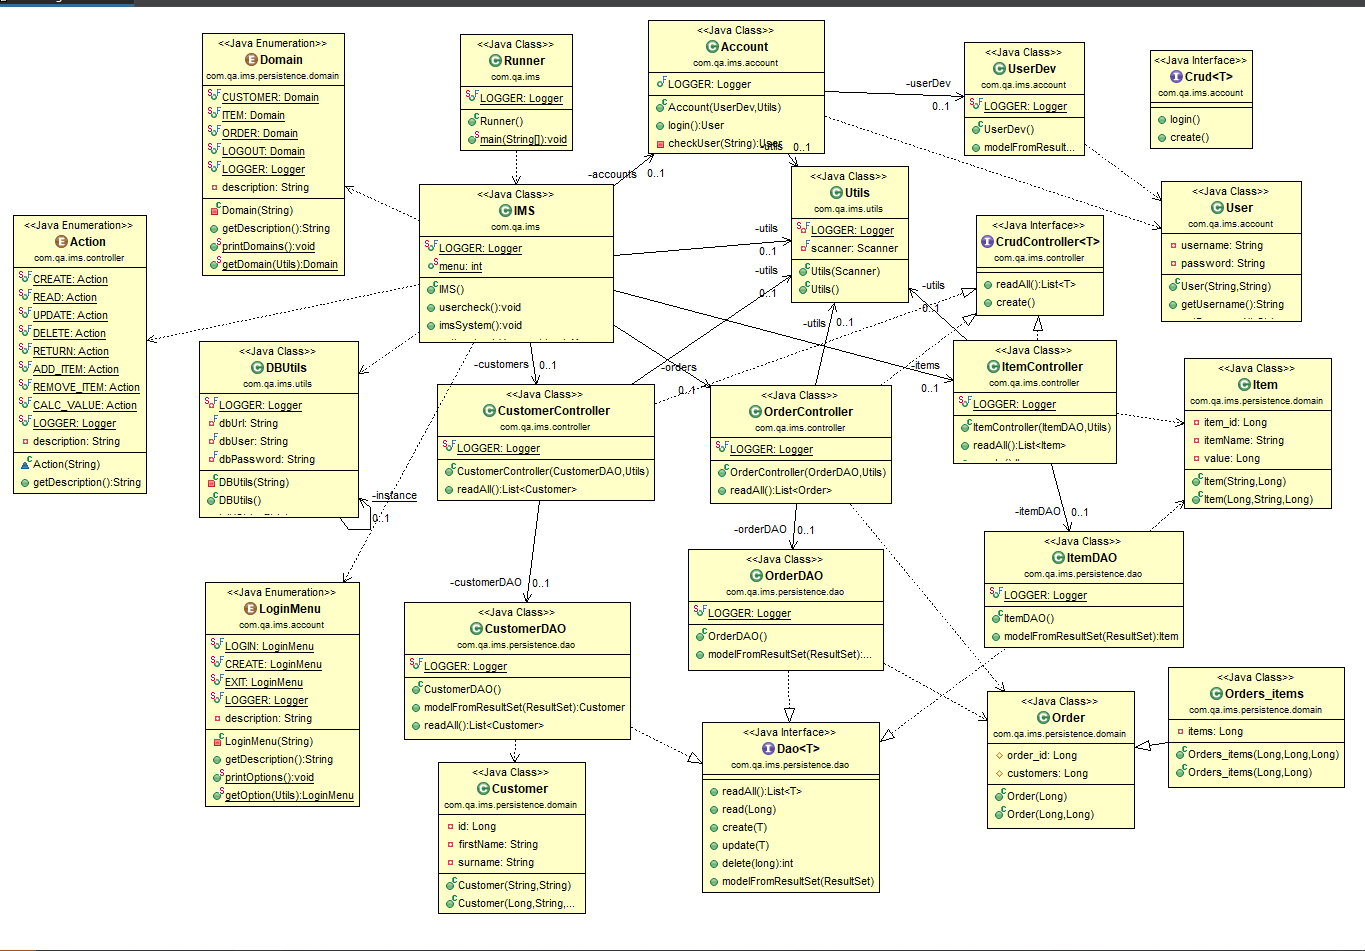 <<Java Enumeration>>
Domain
com.qa.ims.persistence.domain
CUSTOMER: Domain
ITEM: Domain
ORDER: Domain
LOGOUT: Domain
LOGGER: Logger
description: String
Domain(String)
getDescription():String
printDomains():void
getDomain(Utils):Domain
<<Java Class>>
Runner
com.qa.ims
LOGGER: Logger
Runner()
main(String[]):void
<<Java Class>>
Account
com.qa.ims.account
LOGGER: Logger
Account(UserDev,Utils)
login():User
checkUser(String):User
-userDev
0..1
<<Java Class>>
UserDev
com.qa.ims.account
LOGGER: Logger
UserDev()
modelFromResult...
<<Java Interface>>
Crud<T>
com.qa.ims.account
login()
create()
-accounts
0..1
-utils
0..1
<<Java Class>>
IMS
com.qa.ims
LOGGER: Logger
menu: int
IMS()
usercheck():void
imsSystem():void
-utils
0..1
-utils
0..1
<<Java Class>>
Utils
com.qa.ims.utils
LOGGER: Logger
scanner: Scanner
Utils(Scanner)
Utils()
-utils
0..1
-utils
0..1
<<Java Interface>>
CrudController<T>
com.qa.ims.controller
readAll():List<T>
create()
<<Java Class>>
User
com.qa.ims.account
username: String
password: String
User(String,String)
getUsername():String
<<Java Enumeration>>
Action
com.qa.ims.controller
CREATE: Action
READ: Action
UPDATE: Action
DELETE: Action
RETURN: Action
ADD_ITEM: Action
REMOVE_ITEM: Action
CALC_VALUE: Action
LOGGER: Logger
description: String
Action(String)
getDescription():String
<<Java Class>>
DBUtils
com.qa.ims.utils
LOGGER: Logger
dbUrl: String
dbUser: String
dbPassword: String
DBUtils(String)
DBUtils()
-instance
0..1
-customers
0..1
-orders
0..1
-items
0..1
<<Java Class>>
CustomerController
com.qa.ims.controller
LOGGER: Logger
CustomerController(CustomerDAO,Utils)
readAll():List<Customer>
<<Java Class>>
OrderController
com.qa.ims.controller
LOGGER: Logger
OrderController(OrderDAO,Utils)
readAll():List<Order>
<<Java Class>>
ItemController
com.qa.ims.controller
LOGGER: Logger
ItemController(ItemDAO,Utils)
readAll():List<Item>
<<Java Class>>
Item
com.qa.ims.persistence.domain
item_id: Long
itemName: String
value: Long
Item(String,Long)
Item(Long,String,Long)
-customerDAO
0..1
-orderDAO
0..1
-itemDAO
0..1
<<Java Enumeration>>
LoginMenu
com.qa.ims.account
LOGIN: LoginMenu
CREATE: LoginMenu
EXIT: LoginMenu
LOGGER: Logger
description: String
LoginMenu(String)
getDescription():String
printOptions():void
getOption(Utils):LoginMenu
<<Java Class>>
CustomerDAO
com.qa.ims.persistence.dao
LOGGER: Logger
CustomerDAO()
modelFromResultSet(ResultSet):Customer
readAll():List<Customer>
<<Java Class>>
OrderDAO
com.qa.ims.persistence.dao
LOGGER: Logger
OrderDAO()
modelFromResultSet(ResultSet):...
<<Java Class>>
ItemDAO
com.qa.ims.persistence.dao
LOGGER: Logger
ItemDAO()
modelFromResultSet(ResultSet):Item
<<Java Class>>
Customer
com.qa.ims.persistence.domain
id: Long
firstName: String
surname: String
Customer(String,String)
Customer(Long,String,...
<<Java Interface>>
Dao<T>
com.qa.ims.persistence.dao
readAll():List<T>
read(Long)
create(T)
update(T)
delete(long):int
modelFromResultSet(ResultSet)
<<Java Class>>
Order
com.qa.ims.persistence.domain
order_id: Long
customers: Long
Order(Long)
Order(Long,Long)
<<Java Class>>
Orders_items
com.qa.ims.persistence.domain
items: Long
Orders_items(Long,Long,Long)
Orders_items(Long,Long)